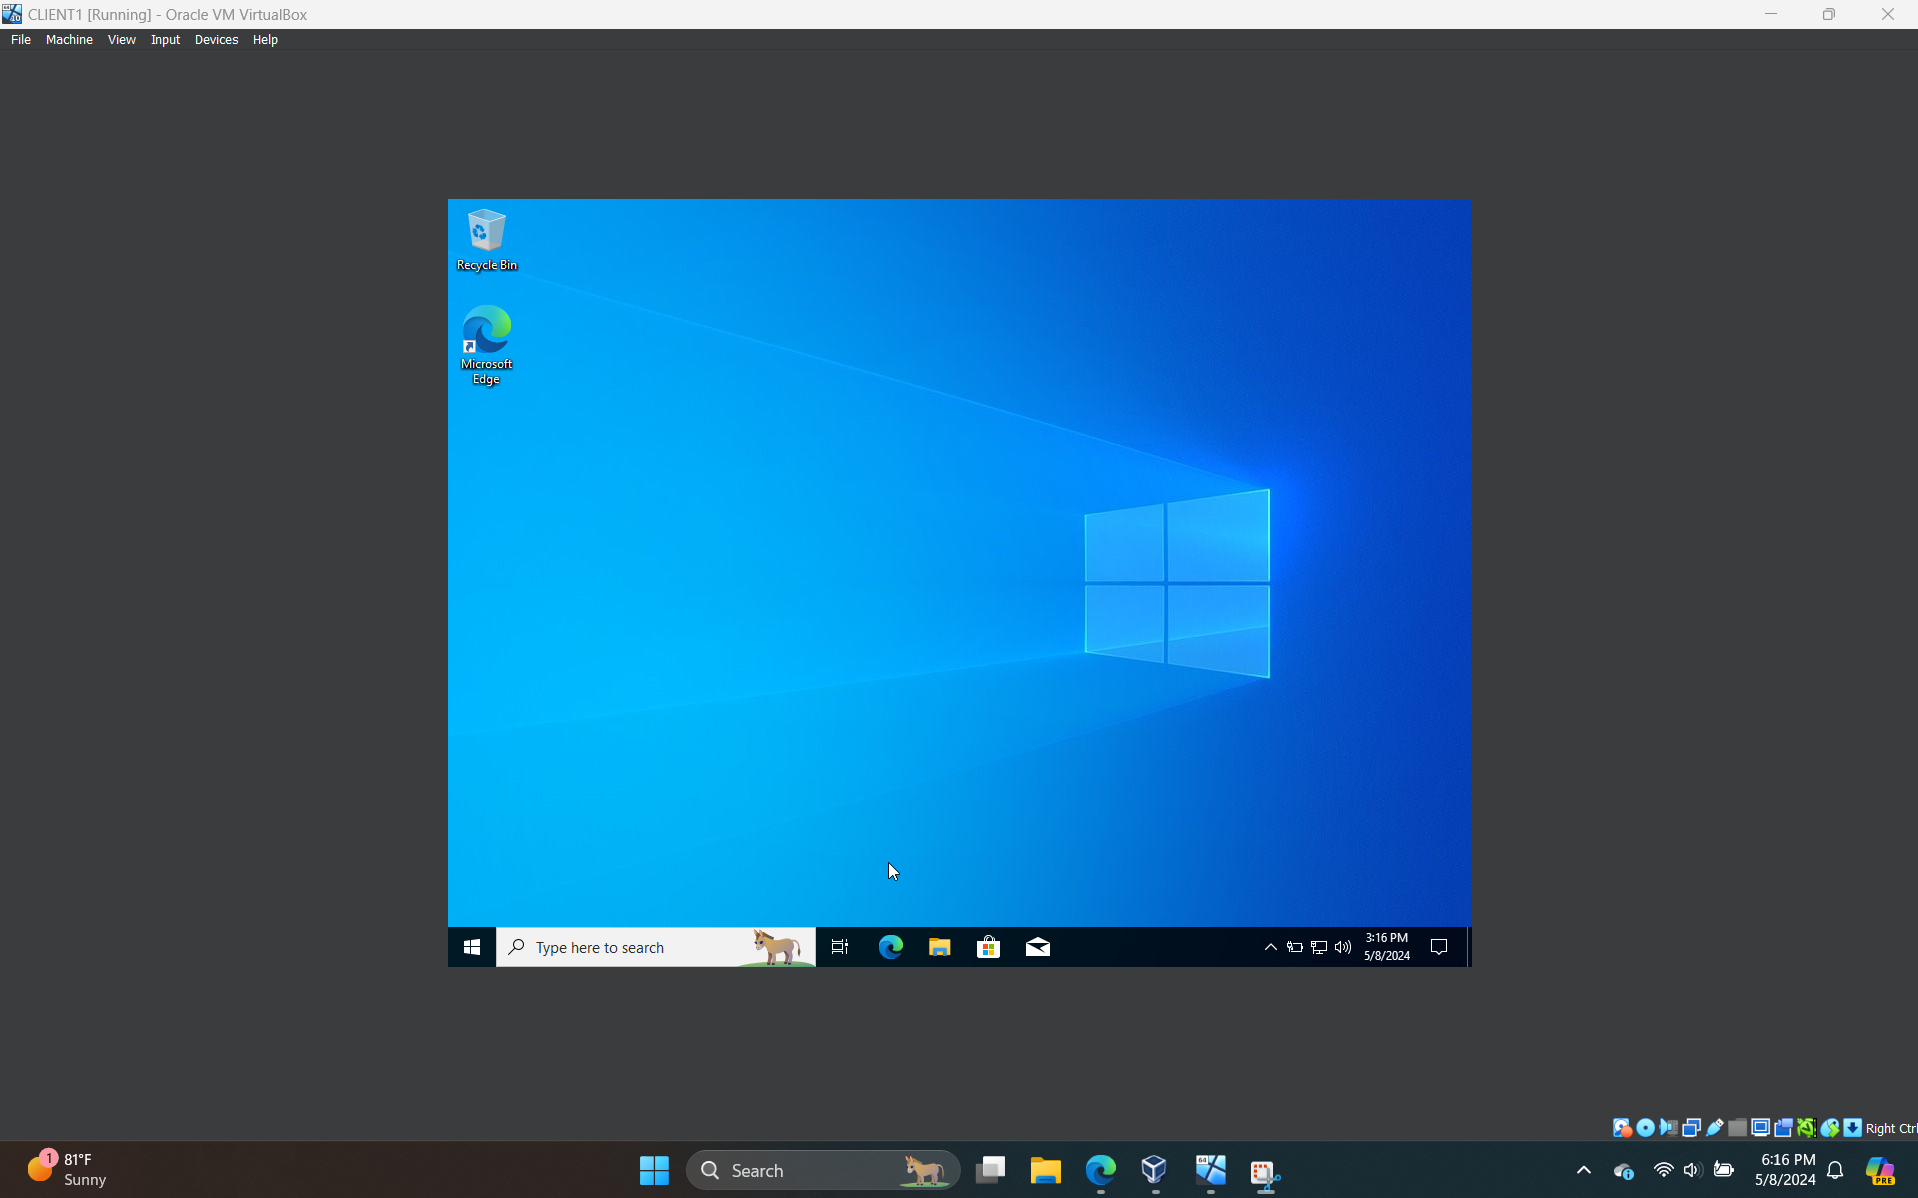 CLIENT1 [Running] - Oracle VM VirtualBox
File Machine View Input Devices Help
Recycle Bin
Microsoft
Edge
Type here to search
3:16 PM
5/8/2024
Right Ctrl
1
81°F
Sunny
Search
64
6:16 PM
5/8/2024
PRE